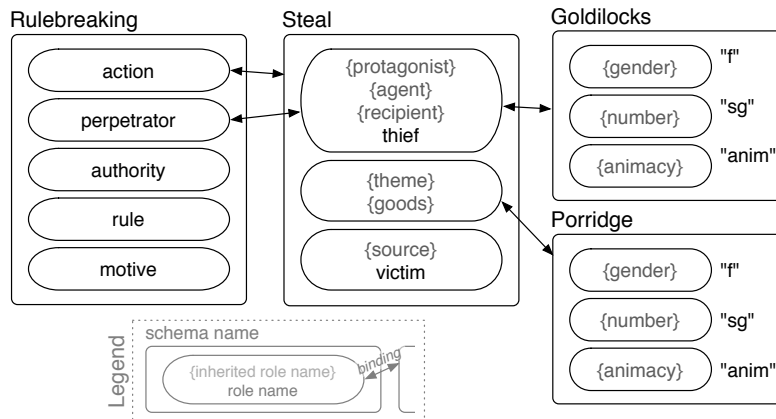 Rulebreaking
action
perpetrator
authority
rule
motive
Steal
{protagonist}
{agent}
{recipient}
thief
{theme}
{goods}
{source}
victim
Goldilocks
{gender} "f"
{number} "sg"
{animacy} "anim"
Porridge
{gender} "f"
{number} "sg"
{animacy} "anim"
Legend
schema name
{inherited role name}
role name
binding